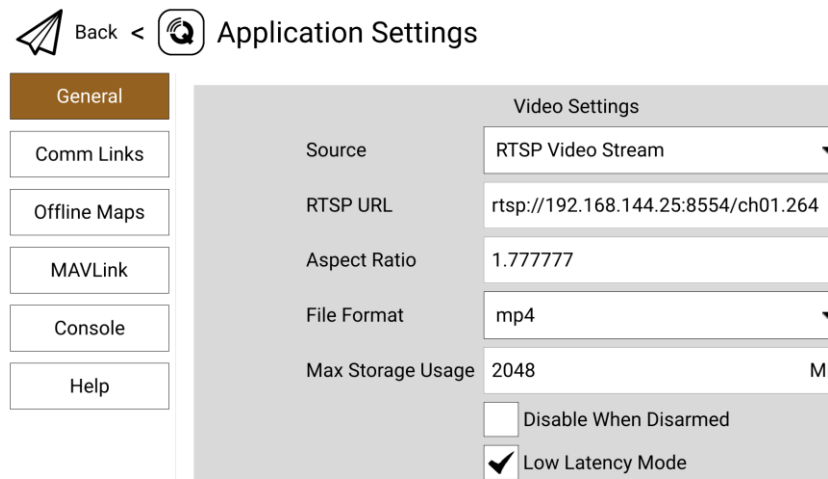 Back < Application Settings
General
Comm Links
Offline Maps
MAVLink
Console
Help
Video Settings
Source RTSP Video Stream
RTSP URL rtsp://192.168.144.25:8554/ch01.264
Aspect Ratio 1.777777
File Format mp4
Max Storage Usage 2048 M
Disable When Disarmed
Low Latency Mode